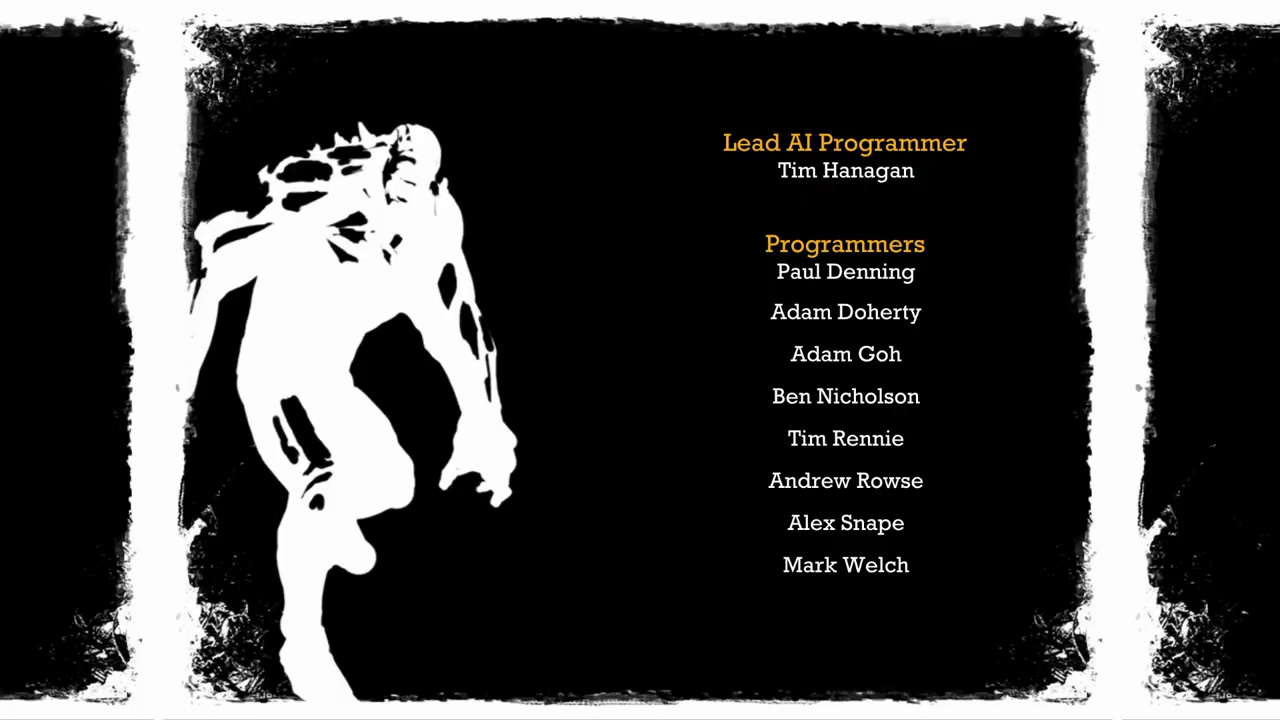 Lead AI Programmer
Tim Hanagan
Programmers
Paul Denning
Adam Doherty
Adam Goh
Ben Nicholson
Tim Rennie
Andrew Rowse
Alex Snape
Mark Welch